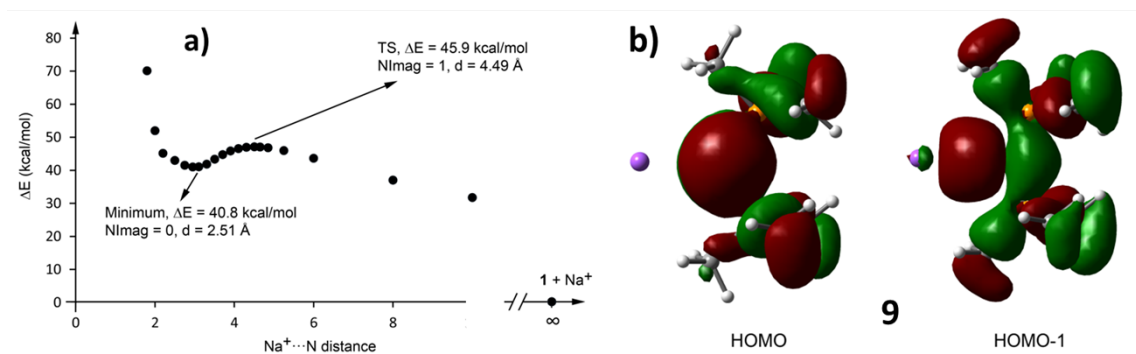 a)
80
70
60
50
40
30
20
10
0
ΔE (kcal/mol)
TS, ΔE = 45.9 kcal/mol
NImag = 1, d = 4.49 Å
Minimum, ΔE = 40.8 kcal/mol
NImag = 0, d = 2.51 Å
1 + Na⁺
2 4 6 8
∞
Na⁺···N distance
b)
HOMO
9
HOMO-1